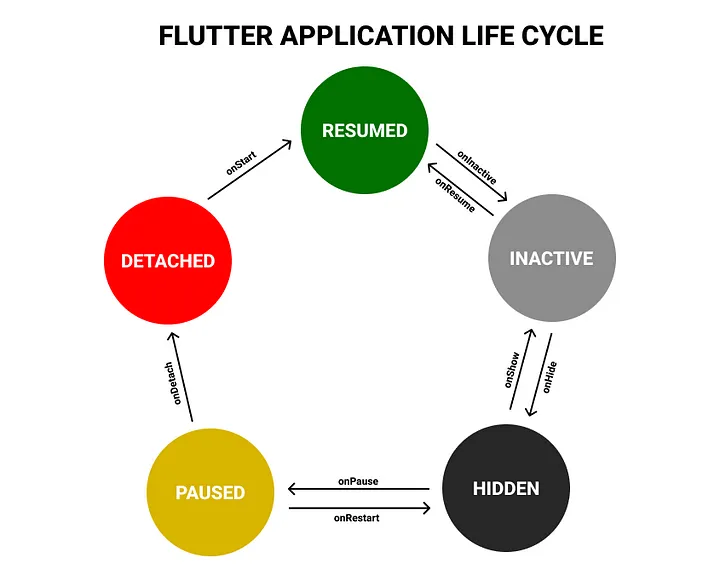 FLUTTER APPLICATION LIFE CYCLE
RESUMED
onStart
onInactive
onResume
DETACHED
INACTIVE
onDetach
onShow
onHide
PAUSED
onPause
onRestart
HIDDEN